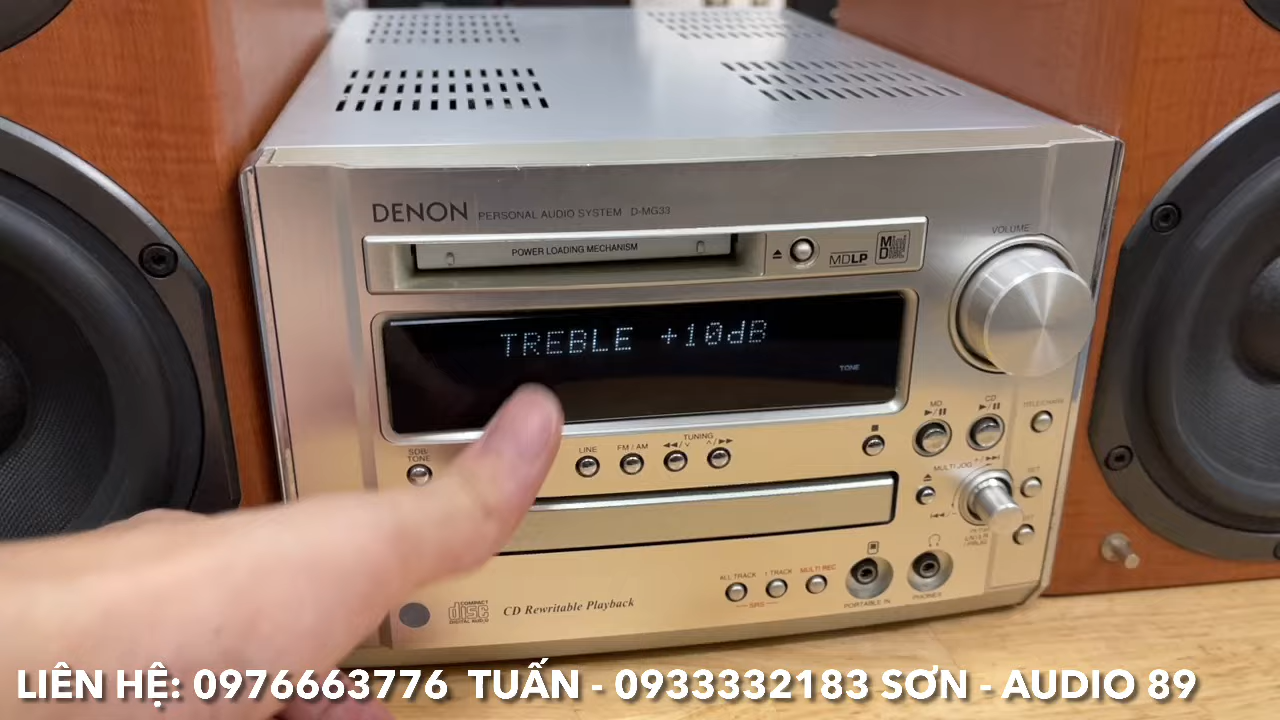 DENON PERSONAL AUDIO SYSTEM D-MG33
VOLUME
POWER LOADING MECHANISM
MDLP
TREBLE +10dB
TONE
MD
CD
SDB/
TONE
LINE
FM / AM
TUNING
MULTI JOG
SET
ALL TRACK
1 TRACK
MULTI REC
SRS
PORTABLE IN
PHONES
COMPACT
disc
DIGITAL AUDIO
CD Rewritable Playback
LIÊN HỆ: 0976663776 TUẤN - 0933332183 SƠN - AUDIO 89